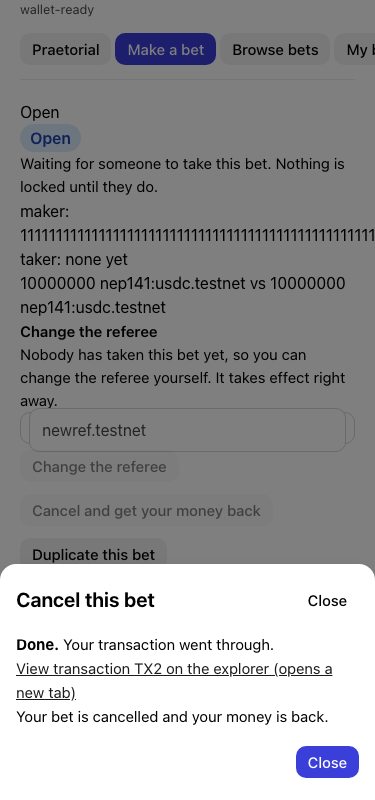 wallet-ready
Praetorial Make a bet Browse bets My b
Open
Open
Waiting for someone to take this bet. Nothing is
locked until they do.
maker:
taker: none yet
10000000 nep141:usdc.testnet vs 10000000
nep141:usdc.testnet
Change the referee
Nobody has taken this bet yet, so you can
change the referee yourself. It takes effect right
away.
newref.testnet
Change the referee
Cancel and get your money back
Duplicate this bet
Cancel this bet Close
Done. Your transaction went through.
View transaction TX2 on the explorer (opens a
new tab)
Your bet is cancelled and your money is back.
Close